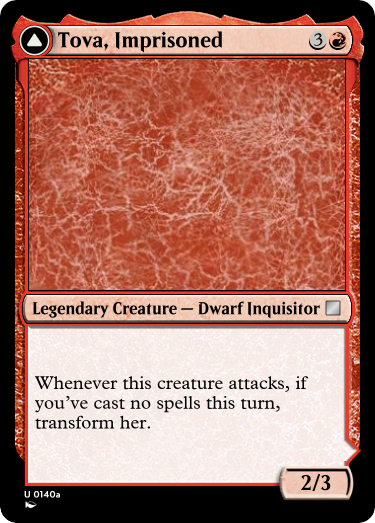 Tova, Imprisoned 3
Legendary Creature — Dwarf Inquisitor
Whenever this creature attacks, if
you've cast no spells this turn,
transform her.
2/3
U 0140a